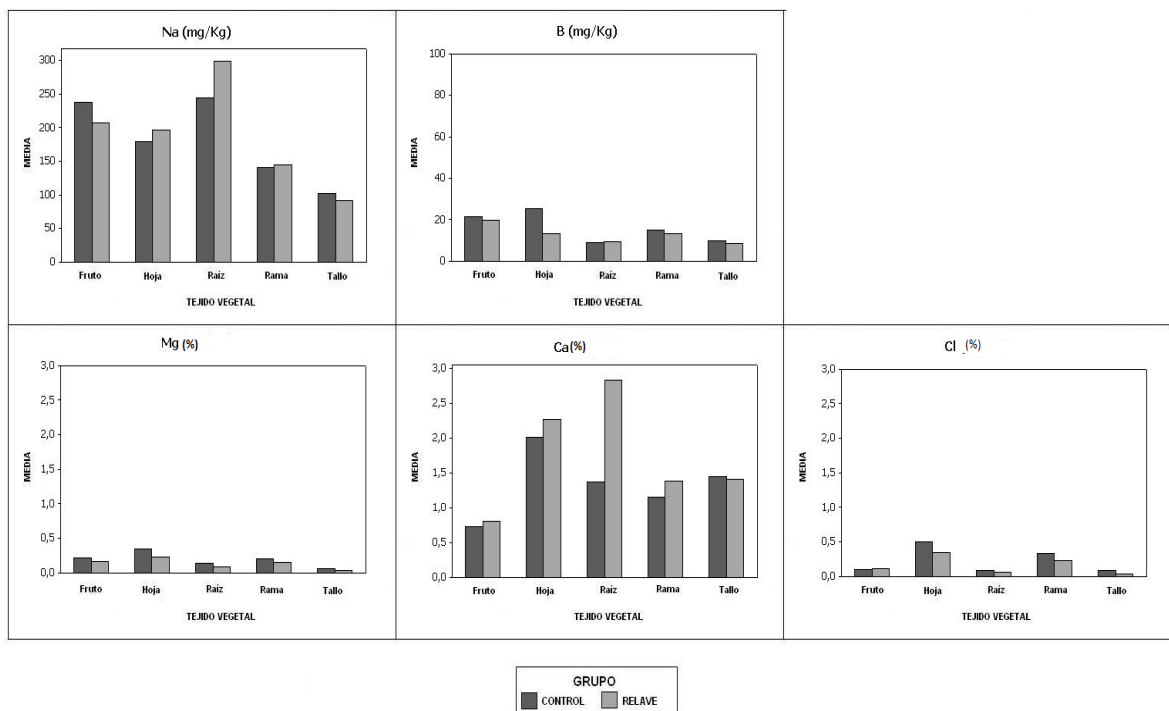 Na (mg/Kg)
MEDIA
300
250
200
150
100
50
0
Fruto Hoja Raíz Rama Tallo
TEJIDO VEGETAL
B (mg/Kg)
MEDIA
100
80
60
40
20
0
Fruto Hoja Raíz Rama Tallo
TEJIDO VEGETAL
Mg (%)
MEDIA
3,0
2,5
2,0
1,5
1,0
0,5
0,0
Fruto Hoja Raíz Rama Tallo
TEJIDO VEGETAL
Ca(%)
MEDIA
3,0
2,5
2,0
1,5
1,0
0,5
0,0
Fruto Hoja Raíz Rama Tallo
TEJIDO VEGETAL
Cl (%)
MEDIA
3,0
2,5
2,0
1,5
1,0
0,5
0,0
Fruto Hoja Raíz Rama Tallo
TEJIDO VEGETAL
GRUPO
CONTROL RELAVE